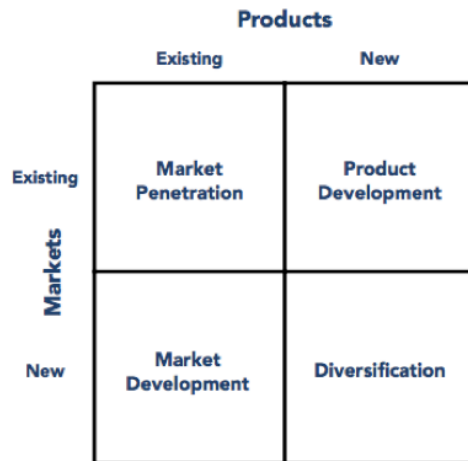 Products
Existing New
Existing
Market
Penetration
Product
Development
Markets
New
Market
Development
Diversification